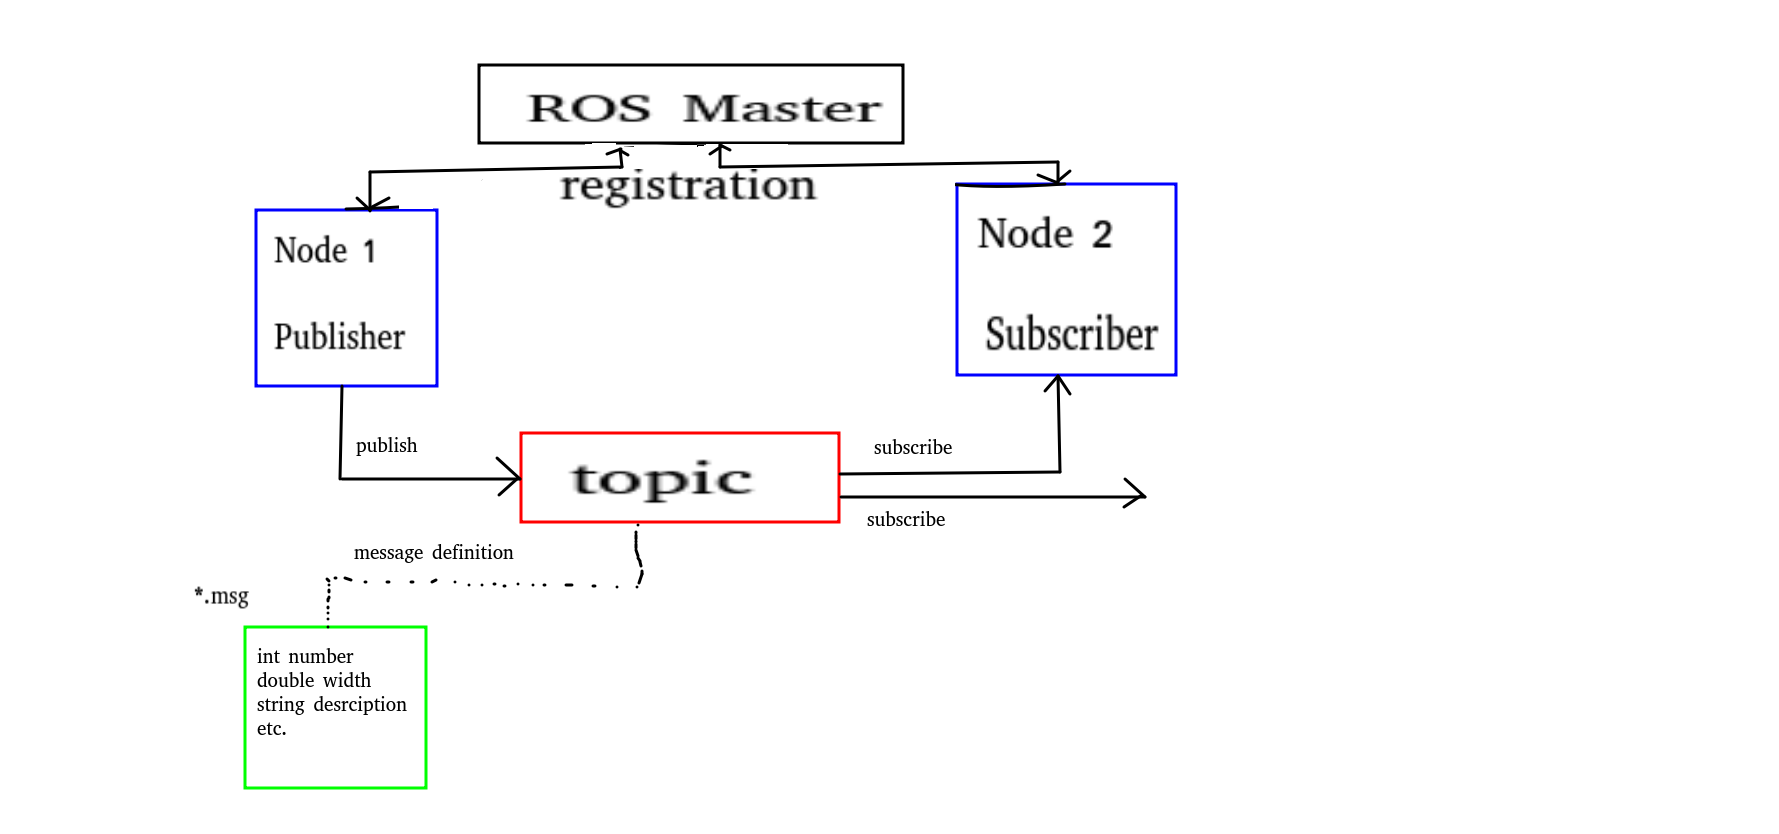 ROS Master
registration
Node 1
Publisher
Node 2
Subscriber
publish
topic
subscribe
subscribe
message definition
*.msg
int number
double width
string desrciption
etc.